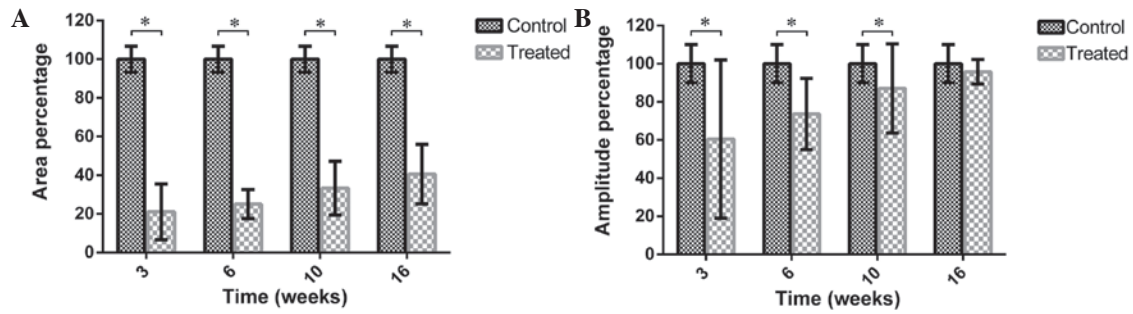 A
Area percentage
120
100
80
60
40
20
0
* * * *
3 6 10 16
Time (weeks)
Control
Treated
B
Amplitude percentage
120
100
80
60
40
20
0
* * *
3 6 10 16
Time (weeks)
Control
Treated